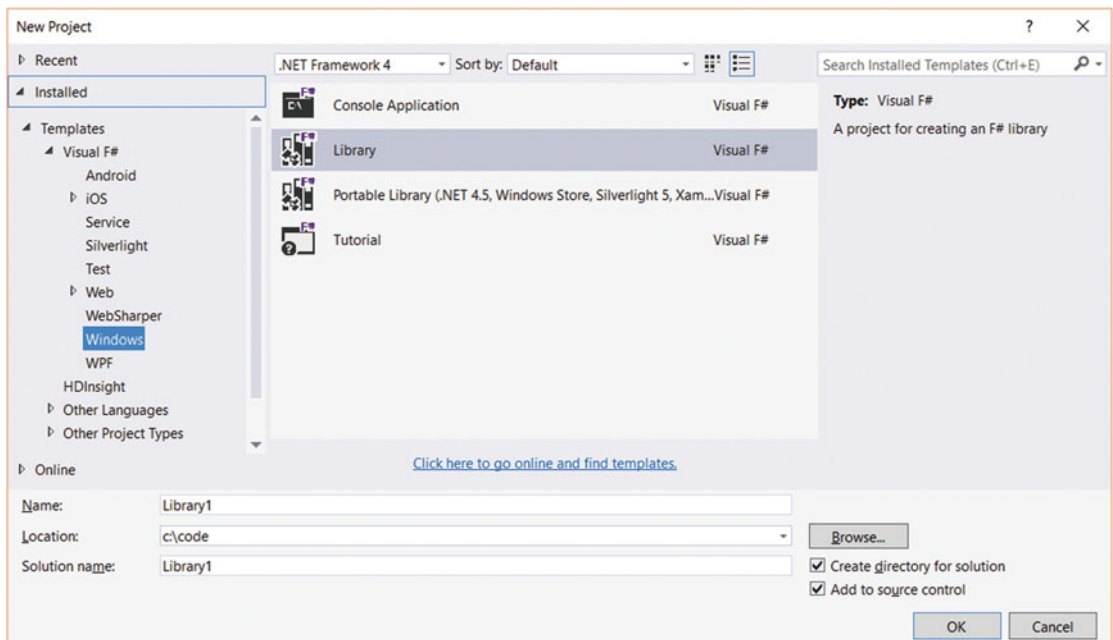 New Project
?
Recent
.NET Framework 4
Sort by: Default
Search Installed Templates (Ctrl+E)
Installed
Templates
Visual F#
Android
iOS
Service
Silverlight
Test
Web
WebSharper
Windows
WPF
HDInsight
Other Languages
Other Project Types
Online
Console Application Visual F#
Library Visual F#
Portable Library (.NET 4.5, Windows Store, Silverlight 5, Xam...Visual F#
Tutorial Visual F#
Click here to go online and find templates.
Type: Visual F#
A project for creating an F# library
Name: Library1
Location: c:\code
Browse...
Solution name: Library1
Create directory for solution
Add to source control
OK
Cancel